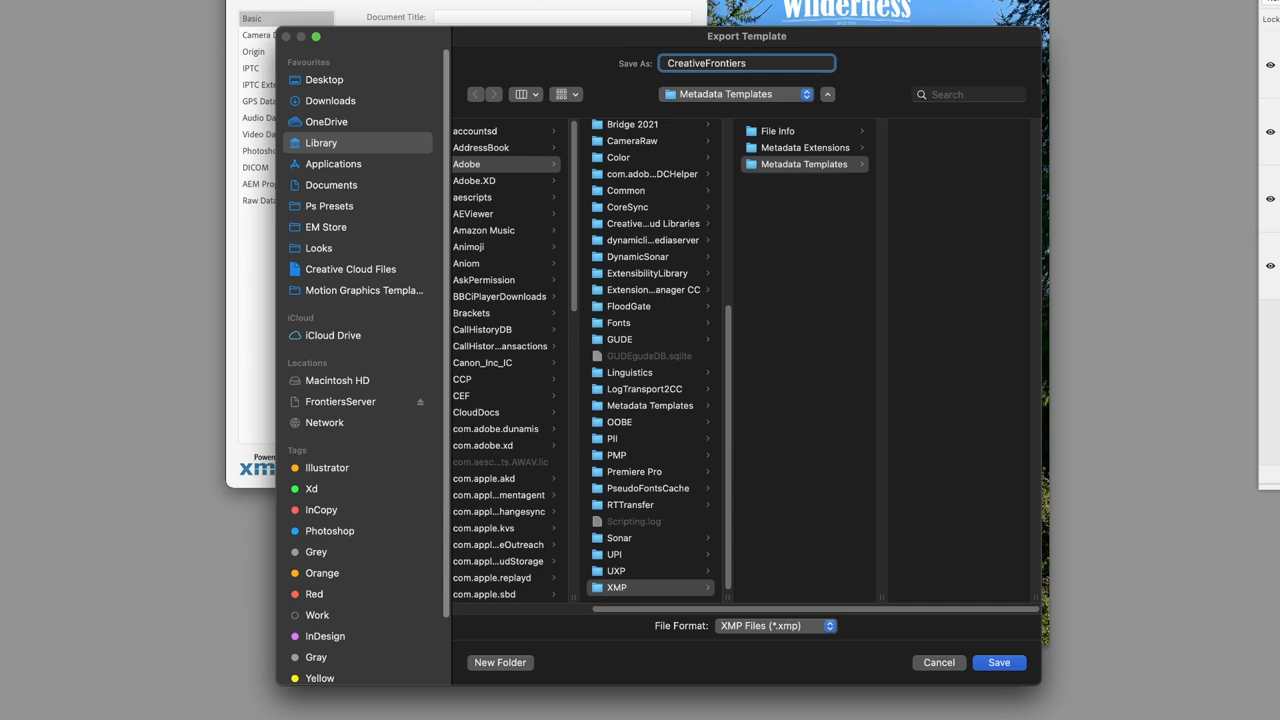 Wilderness
Basic
Document Title:
Camera D
Origin
IPTC
IPTC Exte
GPS Data
Audio Dat
Video Dat
Photosho
DICOM
AEM Prop
Raw Data
Powere
xm
Lock
Export Template
Save As: CreativeFrontiers
Metadata Templates
Search
Favourites
Desktop
Downloads
OneDrive
Library
Applications
Documents
Ps Presets
EM Store
Looks
Creative Cloud Files
Motion Graphics Templa...
iCloud
iCloud Drive
Locations
Macintosh HD
FrontiersServer
Network
Tags
Illustrator
Xd
InCopy
Photoshop
Grey
Orange
Red
Work
InDesign
Gray
Yellow
accountsd
AddressBook
Adobe
Adobe.XD
aescripts
AEViewer
Amazon Music
Animoji
Aniom
AskPermission
BBCiPlayerDownloads
Brackets
CallHistoryDB
CallHistor...ansactions
Canon_Inc_IC
CCP
CEF
CloudDocs
com.adobe.dunamis
com.adobe.xd
com.aesc...ts.AWAV.lic
com.apple.akd
com.appl...mentagent
com.appl...hangesync
com.apple.kvs
com.appl...eOutreach
com.appl...udStorage
com.apple.replayd
com.apple.sbd
Bridge 2021
CameraRaw
Color
com.adob...DCHelper
Common
CoreSync
Creative...ud Libraries
dynamicli...ediaserver
DynamicSonar
ExtensibilityLibrary
Extension...anager CC
FloodGate
Fonts
GUDE
GUDEgudeDB.sqlite
Linguistics
LogTransport2CC
Metadata Templates
OOBE
PII
PMP
Premiere Pro
PseudoFontsCache
RTTransfer
Scripting.log
Sonar
UPI
UXP
XMP
File Info
Metadata Extensions
Metadata Templates
File Format: XMP Files (*.xmp)
New Folder
Cancel
Save